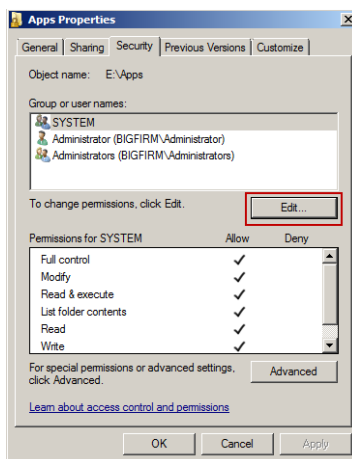 Apps Properties
General Sharing Security Previous Versions Customize
Object name: E:\Apps
Group or user names:
SYSTEM
Administrator (BIGFIRM\Administrator)
Administrators (BIGFIRM\Administrators)
To change permissions, click Edit.
Edit...
Permissions for SYSTEM Allow Deny
Full control
Modify
Read & execute
List folder contents
Read
Write
For special permissions or advanced settings,
click Advanced.
Advanced
Learn about access control and permissions
OK Cancel Apply